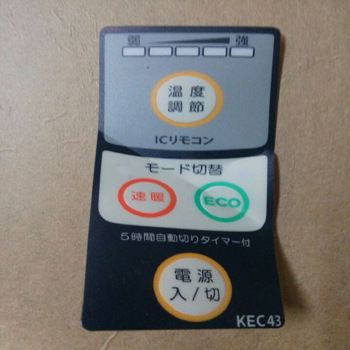 弱 強
温度
調節
ICリモコン
モード切替
速暖 ECO
5時間自動切りタイマー付
電源
入/切
KEC43